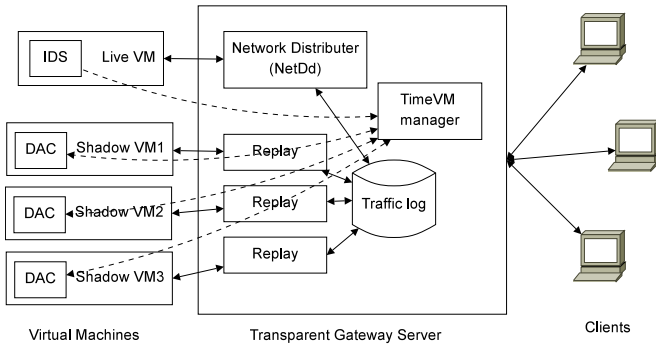 IDS
Live VM
Network Distributer
(NetDd)
TimeVM
manager
DAC
Shadow VM1
Replay
DAC
Shadow VM2
Replay
Traffic log
DAC
Shadow VM3
Replay
Virtual Machines
Transparent Gateway Server
Clients